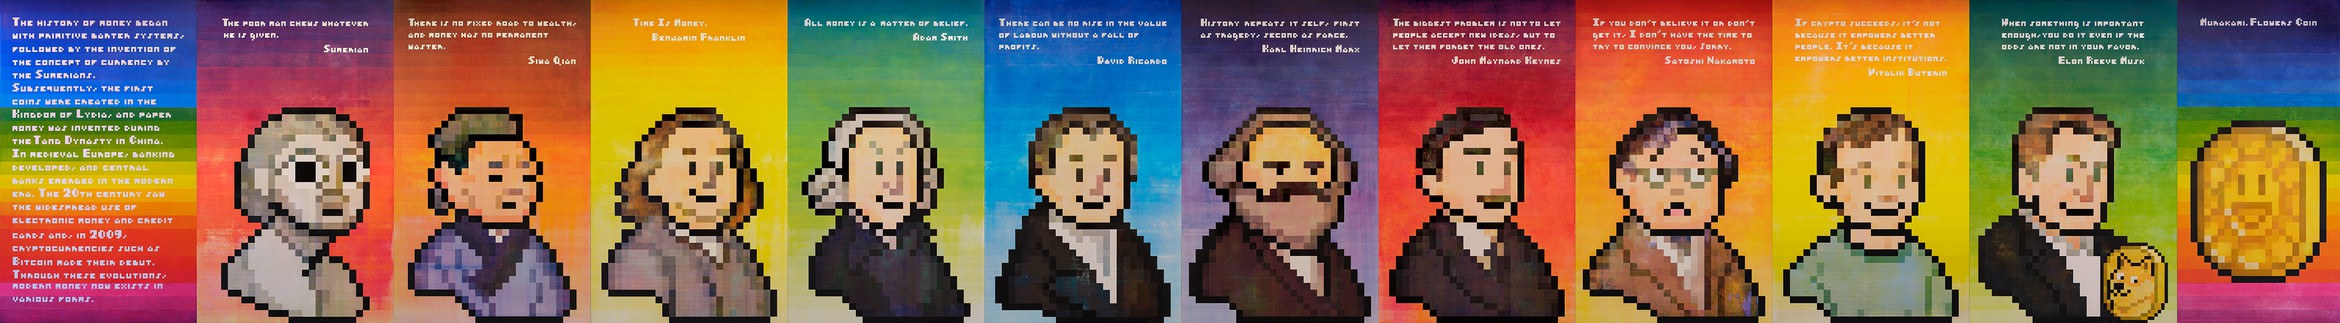 The history of money began
with primitive barter systems,
followed by the invention of
the concept of currency by
the Sumerians.
Subsequently, the first
coins were created in the
Kingdom of Lydia, and paper
money was invented during
the Tang Dynasty in China.
In medieval Europe, banking
developed, and central
banks emerged in the modern
era. The 20th century saw
the widespread use of
electronic money and credit
cards and, in 2009,
cryptocurrencies such as
Bitcoin made their debut.
Through these evolutions,
modern money now exists in
various forms.
The poor man chews whatever
he is given.
Sumerian
There is no fixed road to wealth,
and money has no permanent
master.
Sima Qian
Time Is Money.
Benjamin Franklin
All money is a matter of belief.
Adam Smith
There can be no rise in the value
of labour without a fall of
profits.
David Ricardo
History repeats it self, first
as tragedy, second as farce.
Karl Heinrich Marx
The biggest problem is not to let
people accept new ideas, but to
let them forget the old ones.
John Maynard Keynes
If you don't believe it or don't
get it, I don't have the time to
try to convince you, sorry.
Satoshi Nakamoto
If crypto succeeds, it's not
because it empowers better
people. It's because it
empowers better institutions.
Vitalik Buterin
When something is important
enough, you do it even if the
odds are not in your favor.
Elon Reeve Musk
Murakami.Flowers Coin